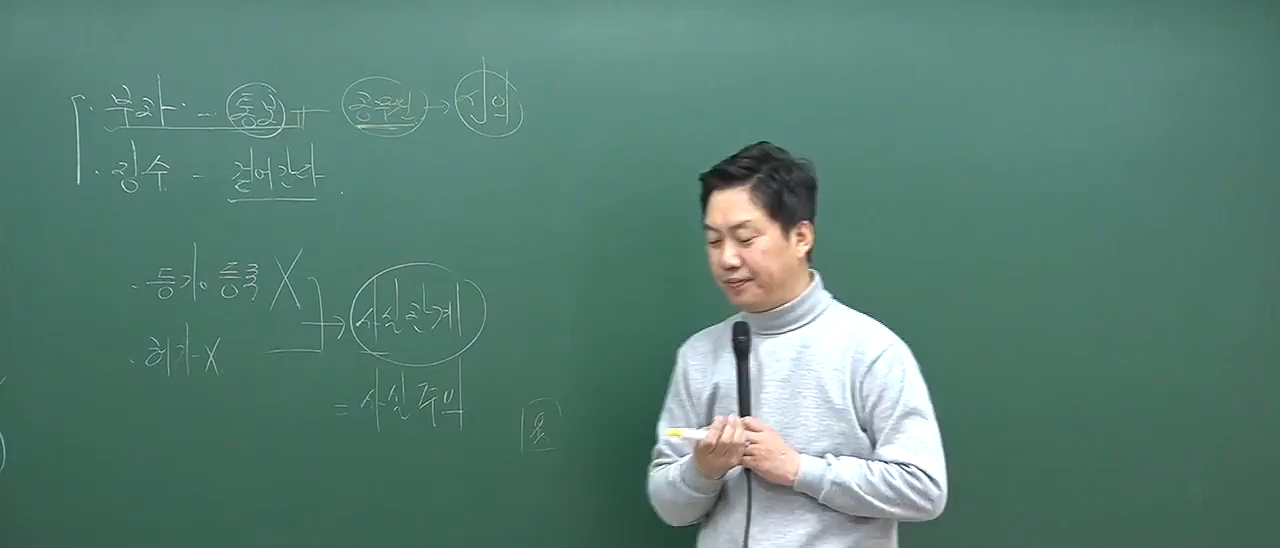 · 부과 - 통보 공무원 → 시의
· 징수 - 걷어간다.
· 등기·등록 X
→ 사실관계
· 허가 X
= 사실주의